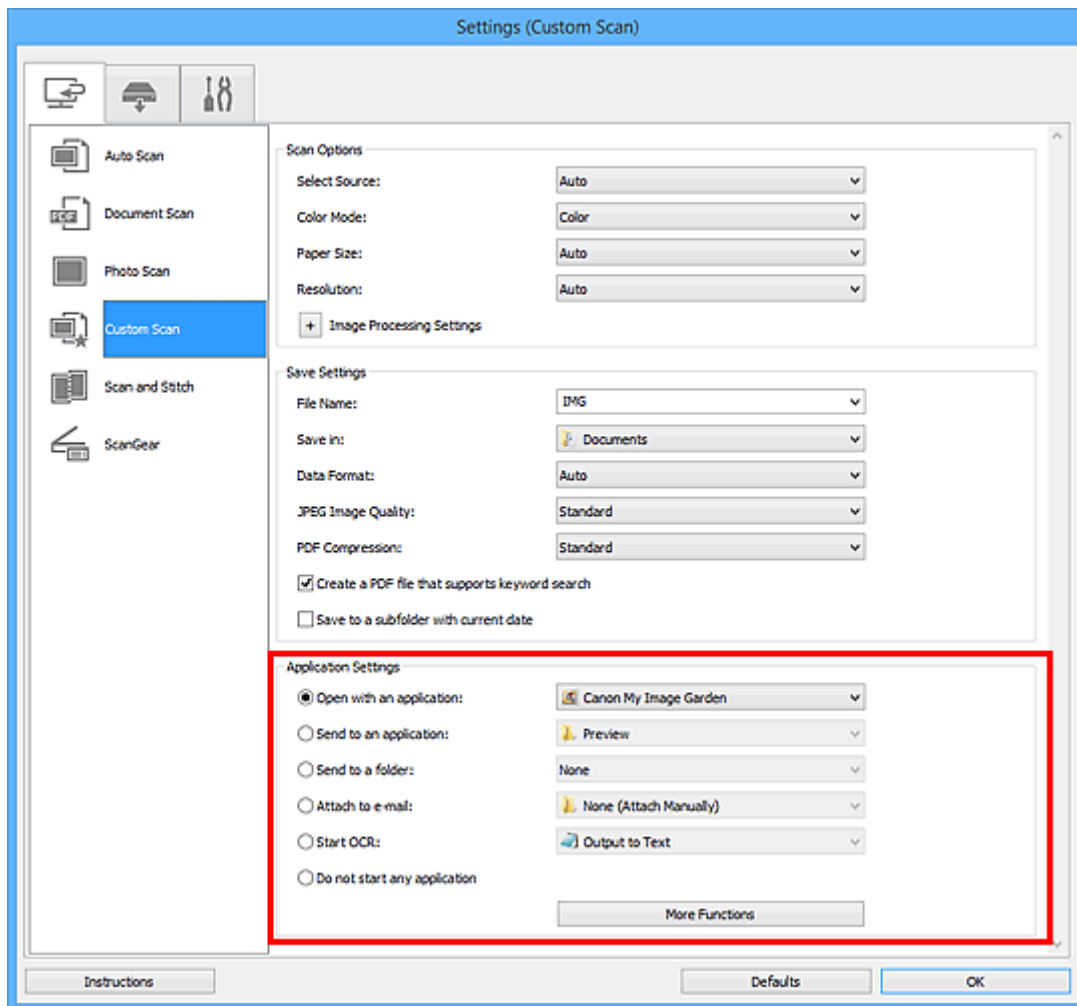 Settings (Custom Scan)
Auto Scan
PDF
Document Scan
Photo Scan
Custom Scan
Scan and Stitch
ScanGear
Scan Options
Select Source: Auto
Color Mode: Color
Paper Size: Auto
Resolution: Auto
+ Image Processing Settings
Save Settings
File Name: IMG
Save in: Documents
Data Format: Auto
JPEG Image Quality: Standard
PDF Compression: Standard
Create a PDF file that supports keyword search
Save to a subfolder with current date
Application Settings
Open with an application: Canon My Image Garden
Send to an application: Preview
Send to a folder: None
Attach to e-mail: None (Attach Manually)
Start OCR: Output to Text
Do not start any application
More Functions
Instructions Defaults OK